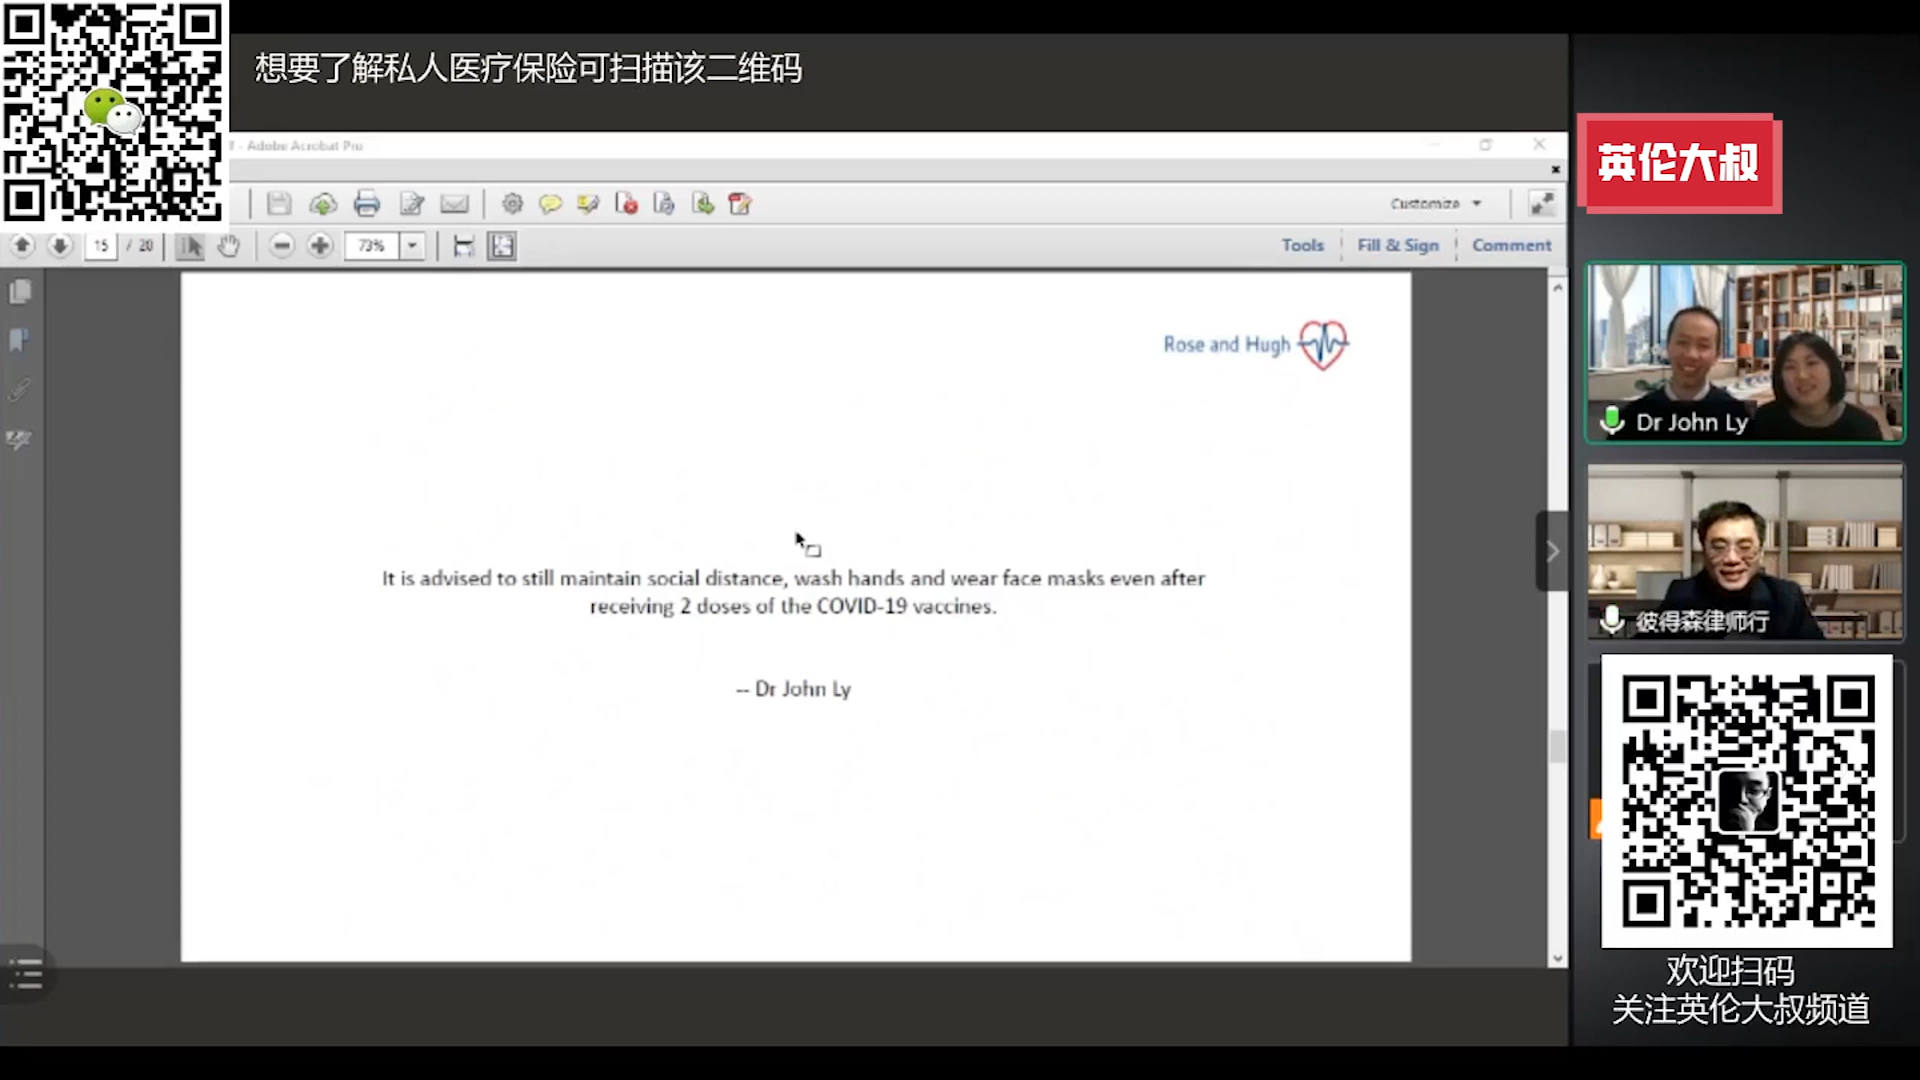 想要了解私人医疗保险可扫描该二维码
- Adobe Acrobat Pro
英伦大叔
Customize
15 / 20
73%
Tools
Fill & Sign
Comment
Rose and Hugh
It is advised to still maintain social distance, wash hands and wear face masks even after
receiving 2 doses of the COVID-19 vaccines.
-- Dr John Ly
Dr John Ly
彼得森律师行
欢迎扫码
关注英伦大叔频道